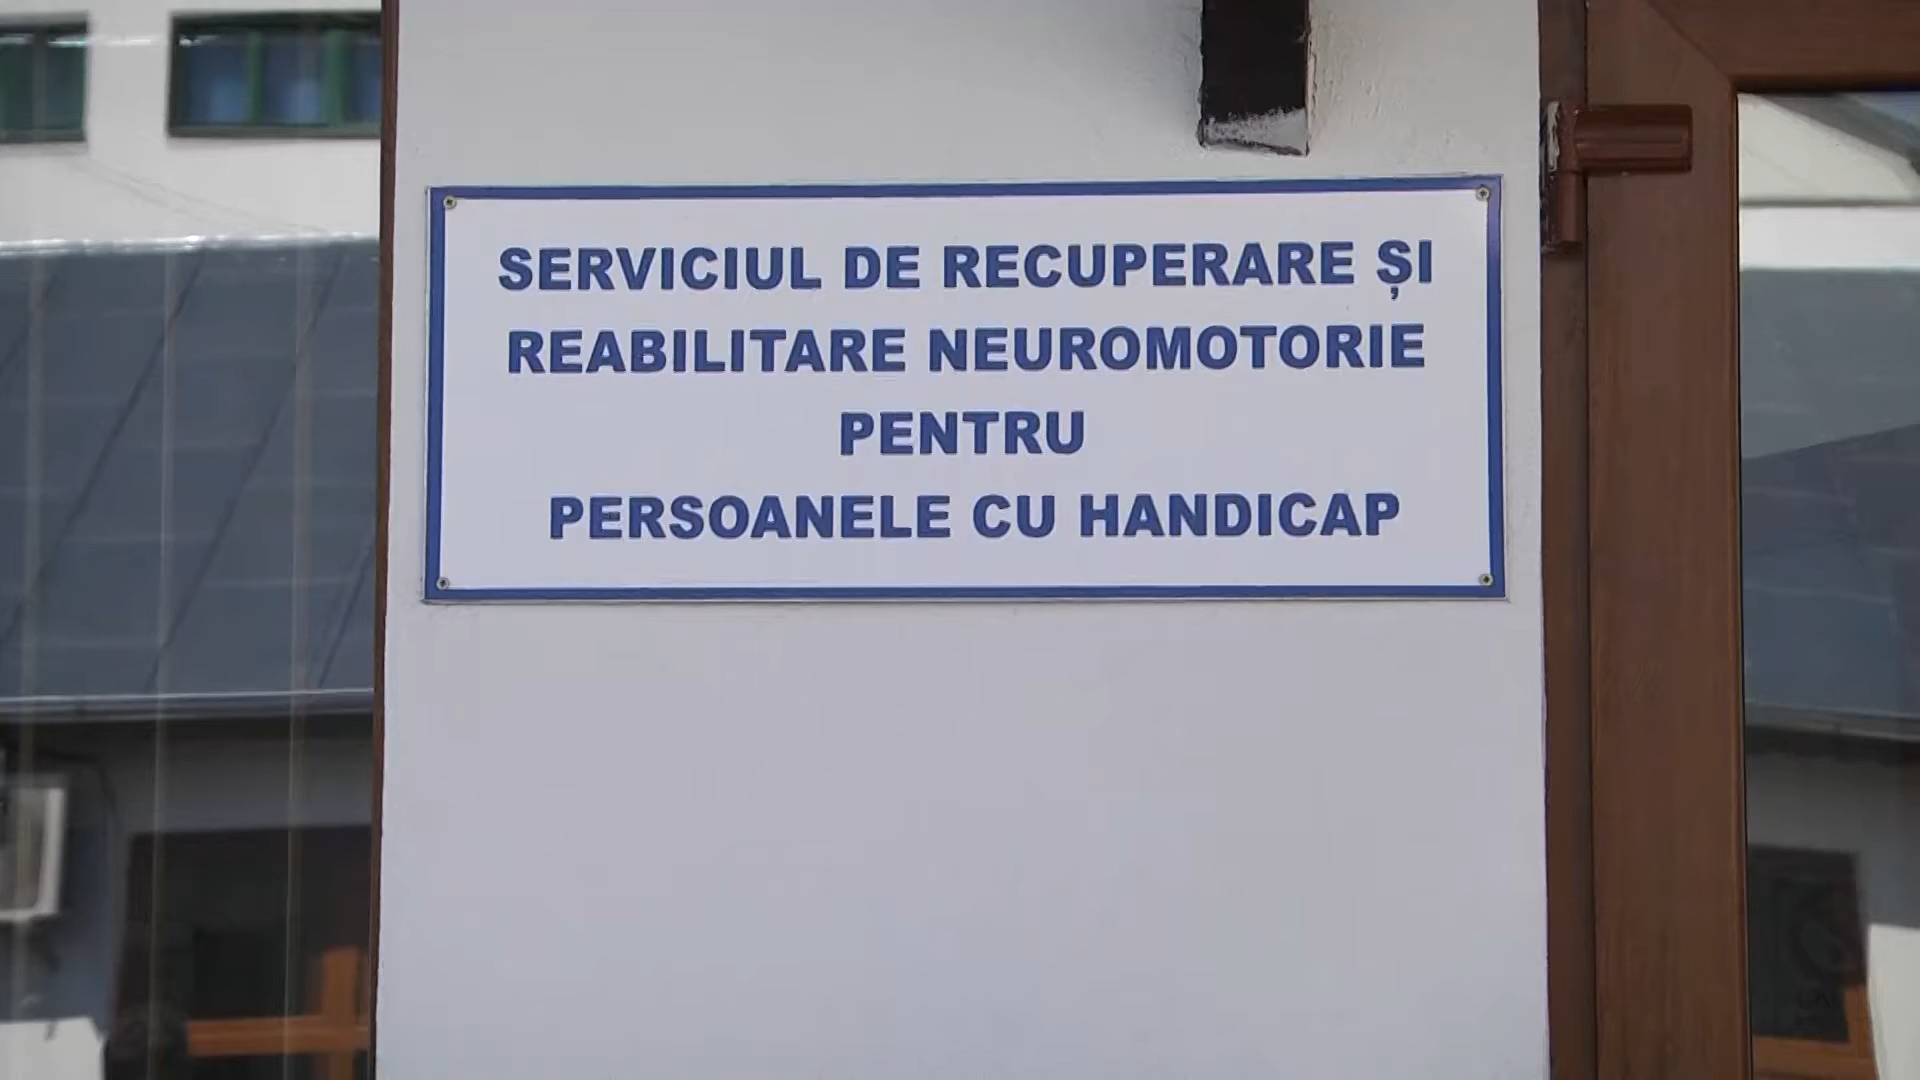 SERVICIUL DE RECUPERARE ȘI
REABILITARE NEUROMOTORIE
PENTRU
PERSOANELE CU HANDICAP